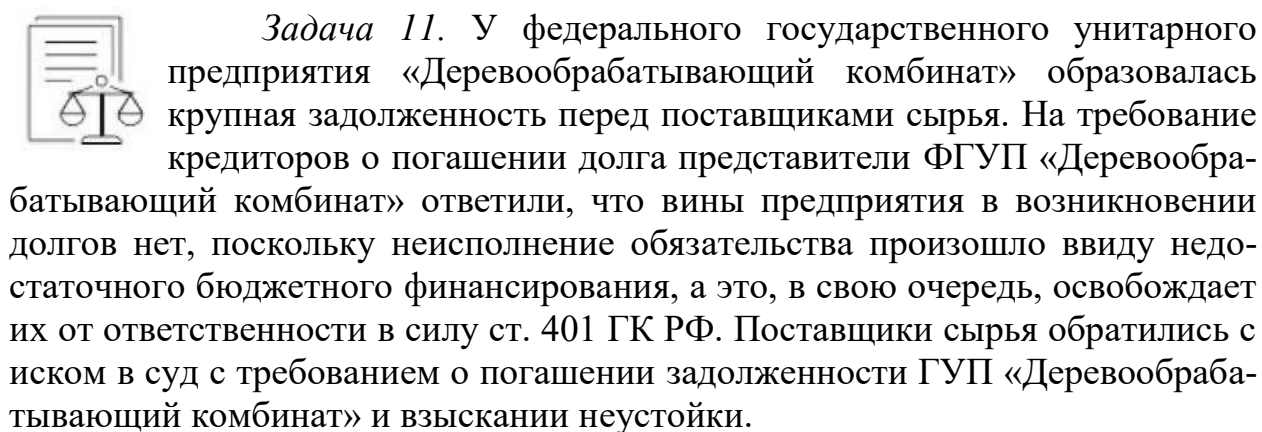 Задача 11. У федерального государственного унитарного
предприятия «Деревообрабатывающий комбинат» образовалась
крупная задолженность перед поставщиками сырья. На требование
кредиторов о погашении долга представители ФГУП «Деревообра-
батывающий комбинат» ответили, что вины предприятия в возникновении
долгов нет, поскольку неисполнение обязательства произошло ввиду недо-
статочного бюджетного финансирования, а это, в свою очередь, освобождает
их от ответственности в силу ст. 401 ГК РФ. Поставщики сырья обратились с
иском в суд с требованием о погашении задолженности ГУП «Деревообраба-
тывающий комбинат» и взыскании неустойки.